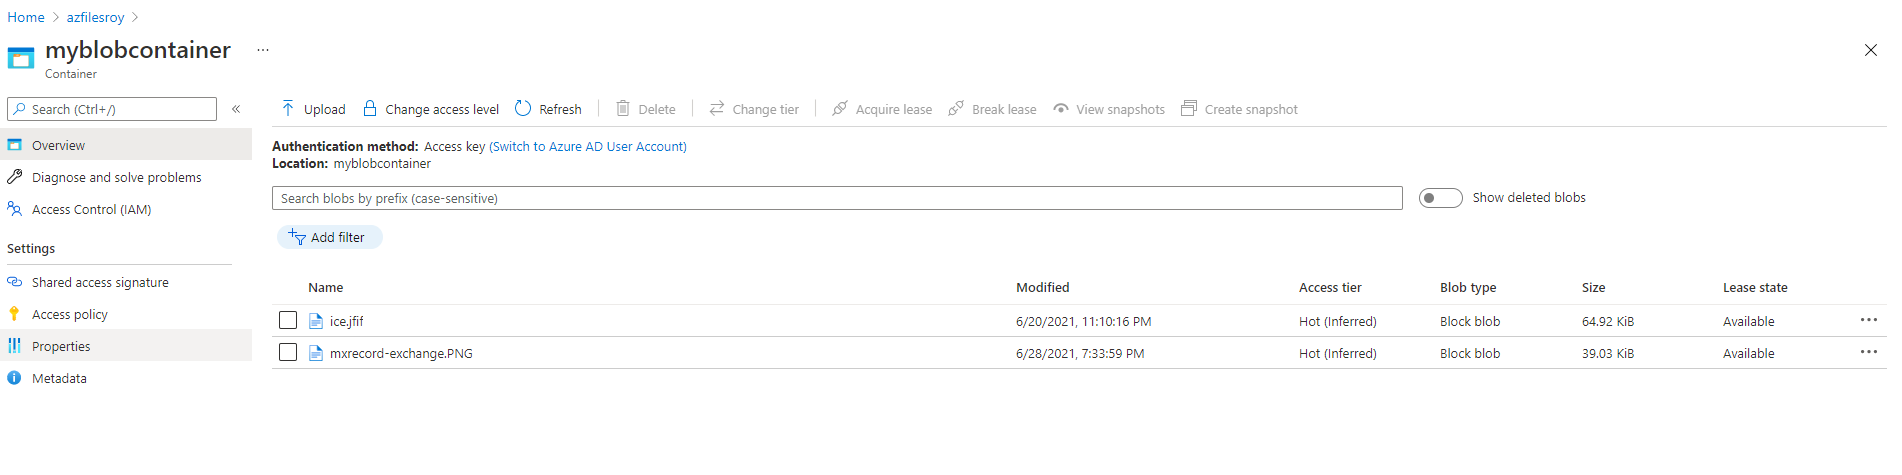 Home > azfilesroy >
myblobcontainer ...
Container
Search (Ctrl+/) «
Overview
Diagnose and solve problems
Access Control (IAM)
Settings
Shared access signature
Access policy
Properties
Metadata
Upload Change access level Refresh Delete Change tier Acquire lease Break lease View snapshots Create snapshot
Authentication method: Access key (Switch to Azure AD User Account)
Location: myblobcontainer
Search blobs by prefix (case-sensitive) Show deleted blobs
Add filter
Name Modified Access tier Blob type Size Lease state
ice.jfif 6/20/2021, 11:10:16 PM Hot (Inferred) Block blob 64.92 KiB Available ...
mxrecord-exchange.PNG 6/28/2021, 7:33:59 PM Hot (Inferred) Block blob 39.03 KiB Available ...